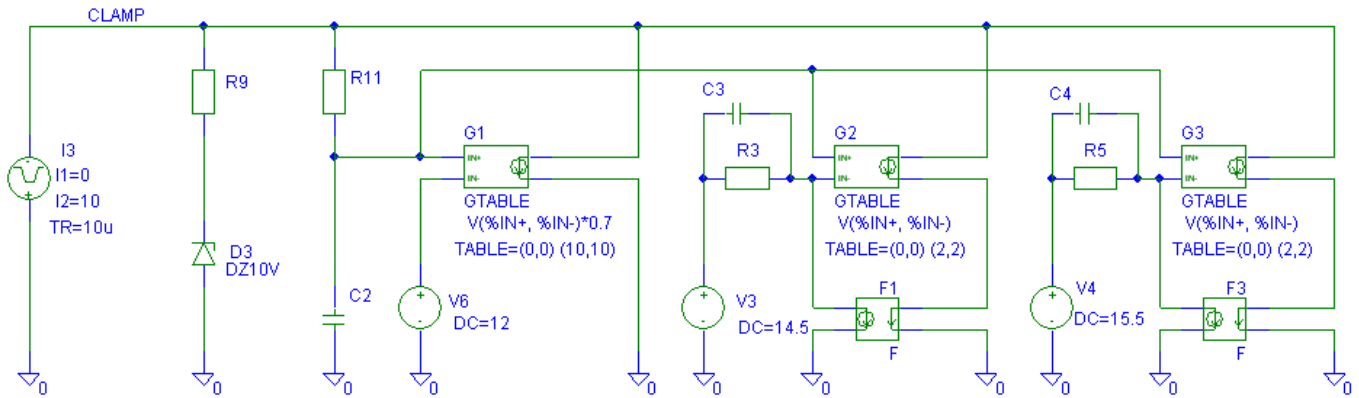 CLAMP
R9
R11
C3
C4
I3
I1=0
I2=10
TR=10u
G1
IN+
IN-
GTABLE
V(%IN+, %IN-)*0.7
TABLE=(0,0) (10,10)
R3
G2
IN+
IN-
GTABLE
V(%IN+, %IN-)
TABLE=(0,0) (2,2)
R5
G3
IN+
IN-
GTABLE
V(%IN+, %IN-)
TABLE=(0,0) (2,2)
D3
DZ10V
C2
V6
DC=12
V3
DC=14.5
F1
F
V4
DC=15.5
F3
F
0
0
0
0
0
0
0
0
0
0
0